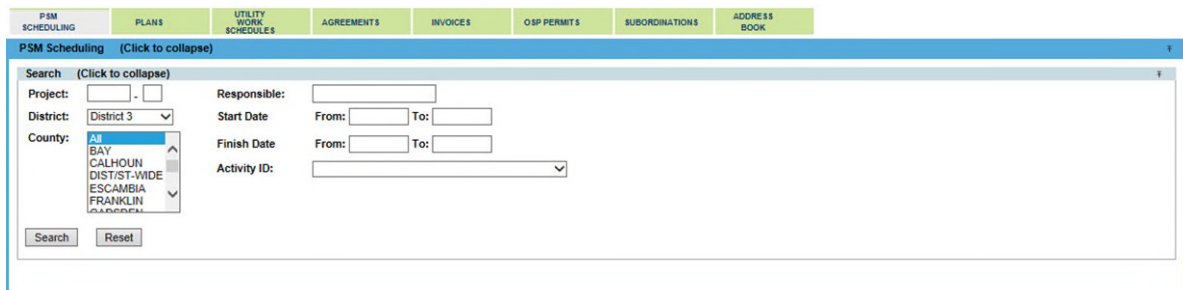 PSM SCHEDULING PLANS UTILITY WORK SCHEDULES AGREEMENTS INVOICES OSP PERMITS SUBORDINATIONS ADDRESS BOOK
PSM Scheduling (Click to collapse)
Search (Click to collapse)
Project: - Responsible:
District: District 3 Start Date From: To:
County: All Finish Date From: To:
BAY
CALHOUN Activity ID:
DIST/ST-WIDE
ESCAMBIA
FRANKLIN
Search Reset